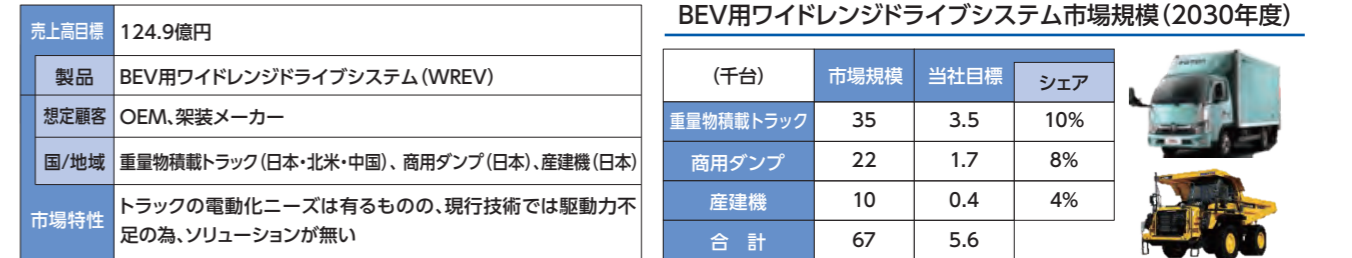 売上高目標 124.9億円
製品 BEV用ワイドレンジドライブシステム(WREV)
想定顧客 OEM、架装メーカー
国/地域 重量物積載トラック(日本・北米・中国)、商用ダンプ(日本)、産建機(日本)
市場特性 トラックの電動化ニーズは有るものの、現行技術では駆動力不
足の為、ソリューションが無い
BEV用ワイドレンジドライブシステム市場規模(2030年度)
(千台) 市場規模 当社目標 シェア
重量物積載トラック 35 3.5 10%
商用ダンプ 22 1.7 8%
産建機 10 0.4 4%
合 計 67 5.6